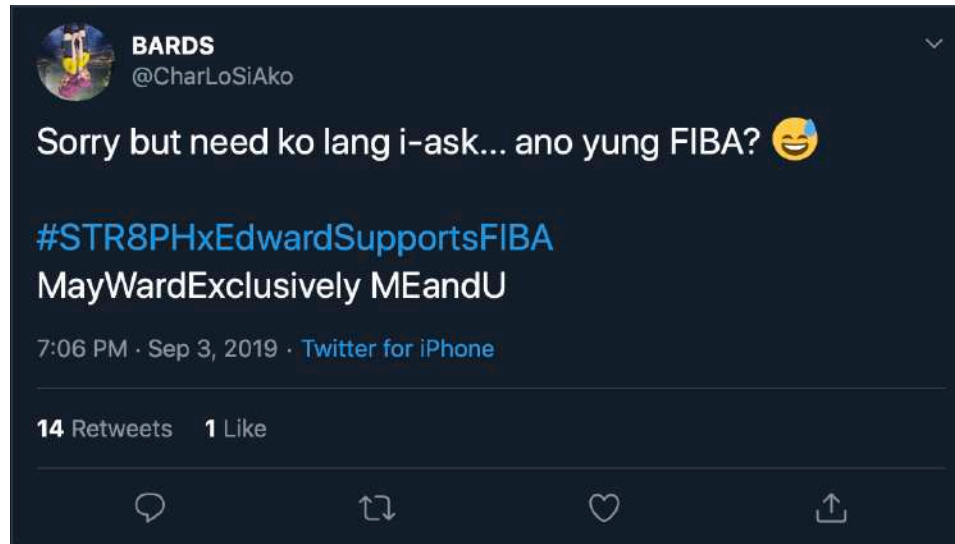 BARDS
@CharLoSiAko
Sorry but need ko lang i-ask... ano yung FIBA? 😅
#STR8PHxEdwardSupportsFIBA
MayWardExclusively MEandU
7:06 PM · Sep 3, 2019 · Twitter for iPhone
14 Retweets 1 Like